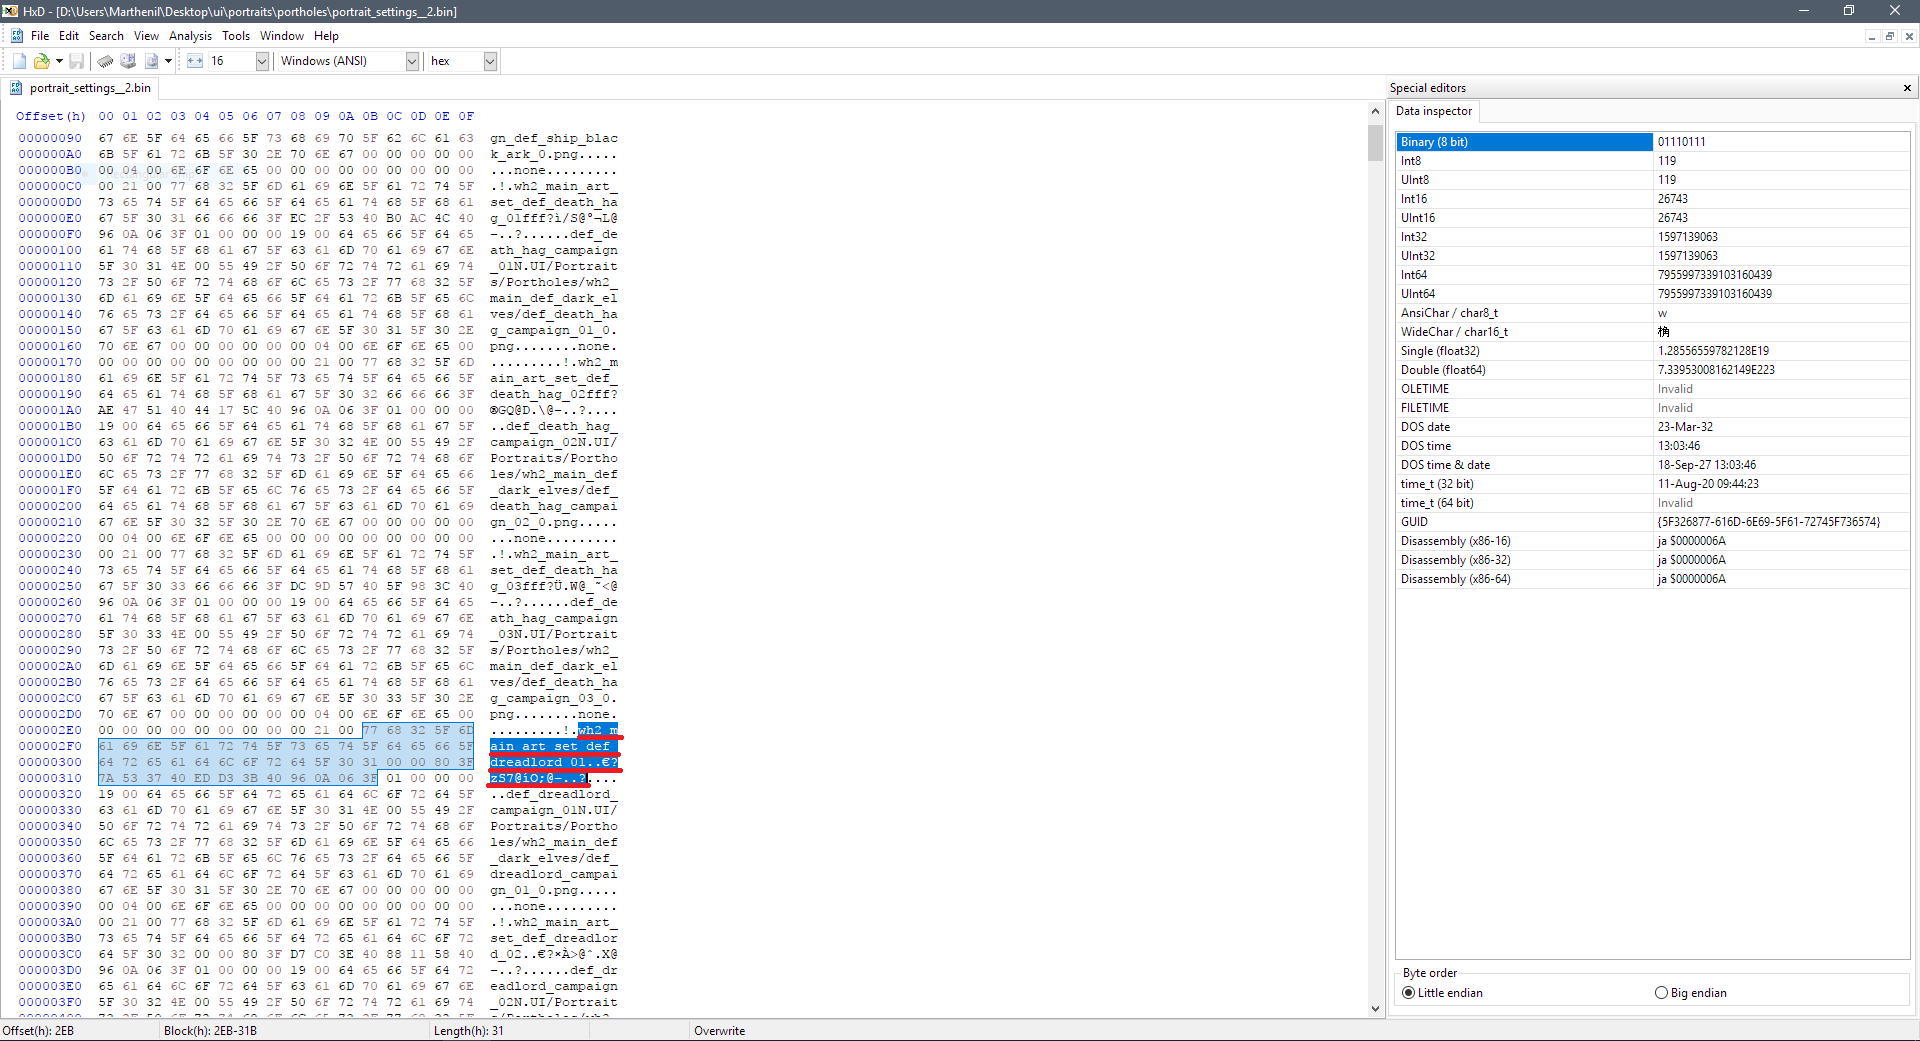 HxD - [D:\Users\Marthenil\Desktop\ui\portraits\portholes\portrait_settings__2.bin]
File Edit Search View Analysis Tools Window Help
16 Windows (ANSI) hex
portrait_settings__2.bin
Offset(h) 00 01 02 03 04 05 06 07 08 09 0A 0B 0C 0D 0E 0F
00000090 67 6E 5F 64 65 66 5F 73 68 69 70 5F 62 6C 61 63 gn_def_ship_blac
000000A0 6B 5F 61 72 6B 5F 30 2E 70 6E 67 00 00 00 00 00 k_ark_0.png.....
000000B0 00 04 00 6E 6F 6E 65 00 00 00 00 00 00 00 00 00 ...none.........
000000C0 00 21 00 77 68 32 5F 6D 61 69 6E 5F 61 72 74 5F .!.wh2_main_art_
000000D0 73 65 74 5F 64 65 66 5F 64 65 61 74 68 5F 68 61 set_def_death_ha
000000E0 67 5F 30 31 66 66 66 3F EC 2F 53 40 B0 AC 4C 40 g_01fff?ì/S@°¬L@
000000F0 96 0A 06 3F 01 00 00 00 19 00 64 65 66 5F 64 65 –..?......def_de
00000100 61 74 68 5F 68 61 67 5F 63 61 6D 70 61 69 67 6E ath_hag_campaign
00000110 5F 30 31 4E 00 55 49 2F 50 6F 72 74 72 61 69 74 _01N.UI/Portrait
00000120 73 2F 50 6F 72 74 68 6F 6C 65 73 2F 77 68 32 5F s/Portholes/wh2_
00000130 6D 61 69 6E 5F 64 65 66 5F 64 61 72 6B 5F 65 6C main_def_dark_el
00000140 76 65 73 2F 64 65 66 5F 64 65 61 74 68 5F 68 61 ves/def_death_ha
00000150 67 5F 63 61 6D 70 61 69 67 6E 5F 30 31 5F 30 2E g_campaign_01_0.
00000160 70 6E 67 00 00 00 00 00 00 04 00 6E 6F 6E 65 00 png........none.
00000170 00 00 00 00 00 00 00 00 00 21 00 77 68 32 5F 6D .........!.wh2_m
00000180 61 69 6E 5F 61 72 74 5F 73 65 74 5F 64 65 66 5F ain_art_set_def_
00000190 64 65 61 74 68 5F 68 61 67 5F 30 32 66 66 66 3F death_hag_02fff?
000001A0 AE 47 51 40 44 17 5C 40 96 0A 06 3F 01 00 00 00 ®GQ@D.\@–..?....
000001B0 19 00 64 65 66 5F 64 65 61 74 68 5F 68 61 67 5F ..def_death_hag_
000001C0 63 61 6D 70 61 69 67 6E 5F 30 32 4E 00 55 49 2F campaign_02N.UI/
000001D0 50 6F 72 74 72 61 69 74 73 2F 50 6F 72 74 68 6F Portraits/Portho
000001E0 6C 65 73 2F 77 68 32 5F 6D 61 69 6E 5F 64 65 66 les/wh2_main_def
000001F0 5F 64 61 72 6B 5F 65 6C 76 65 73 2F 64 65 66 5F _dark_elves/def_
00000200 64 65 61 74 68 5F 68 61 67 5F 63 61 6D 70 61 69 death_hag_campai
00000210 67 6E 5F 30 32 5F 30 2E 70 6E 67 00 00 00 00 00 gn_02_0.png.....
00000220 00 04 00 6E 6F 6E 65 00 00 00 00 00 00 00 00 00 ...none.........
00000230 00 21 00 77 68 32 5F 6D 61 69 6E 5F 61 72 74 5F .!.wh2_main_art_
00000240 73 65 74 5F 64 65 66 5F 64 65 61 74 68 5F 68 61 set_def_death_ha
00000250 67 5F 30 33 66 66 66 3F DC 9D 57 40 5F 98 3C 40 g_03fff?Ü.W@_˜<@
00000260 96 0A 06 3F 01 00 00 00 19 00 64 65 66 5F 64 65 –..?......def_de
00000270 61 74 68 5F 68 61 67 5F 63 61 6D 70 61 69 67 6E ath_hag_campaign
00000280 5F 30 33 4E 00 55 49 2F 50 6F 72 74 72 61 69 74 _03N.UI/Portrait
00000290 73 2F 50 6F 72 74 68 6F 6C 65 73 2F 77 68 32 5F s/Portholes/wh2_
000002A0 6D 61 69 6E 5F 64 65 66 5F 64 61 72 6B 5F 65 6C main_def_dark_el
000002B0 76 65 73 2F 64 65 66 5F 64 65 61 74 68 5F 68 61 ves/def_death_ha
000002C0 67 5F 63 61 6D 70 61 69 67 6E 5F 30 33 5F 30 2E g_campaign_03_0.
000002D0 70 6E 67 00 00 00 00 00 00 04 00 6E 6F 6E 65 00 png........none.
000002E0 00 00 00 00 00 00 00 00 00 21 00 77 68 32 5F 6D .........!.wh2_m
000002F0 61 69 6E 5F 61 72 74 5F 73 65 74 5F 64 65 66 5F ain_art_set_def_
00000300 64 72 65 61 64 6C 6F 72 64 5F 30 31 00 00 80 3F dreadlord_01..€?
00000310 7A 53 37 40 ED D3 3B 40 96 0A 06 3F 01 00 00 00 zS7@íÓ;@–..?....
00000320 19 00 64 65 66 5F 64 72 65 61 64 6C 6F 72 64 5F ..def_dreadlord_
00000330 63 61 6D 70 61 69 67 6E 5F 30 31 4E 00 55 49 2F campaign_01N.UI/
00000340 50 6F 72 74 72 61 69 74 73 2F 50 6F 72 74 68 6F Portraits/Portho
00000350 6C 65 73 2F 77 68 32 5F 6D 61 69 6E 5F 64 65 66 les/wh2_main_def
00000360 5F 64 61 72 6B 5F 65 6C 76 65 73 2F 64 65 66 5F _dark_elves/def_
00000370 64 72 65 61 64 6C 6F 72 64 5F 63 61 6D 70 61 69 dreadlord_campai
00000380 67 6E 5F 30 31 5F 30 2E 70 6E 67 00 00 00 00 00 gn_01_0.png.....
00000390 00 04 00 6E 6F 6E 65 00 00 00 00 00 00 00 00 00 ...none.........
000003A0 00 21 00 77 68 32 5F 6D 61 69 6E 5F 61 72 74 5F .!.wh2_main_art_
000003B0 73 65 74 5F 64 65 66 5F 64 72 65 61 64 6C 6F 72 set_def_dreadlor
000003C0 64 5F 30 32 00 00 80 3F D7 C0 3E 40 88 11 58 40 d_02..€?×À>@ˆ.X@
000003D0 96 0A 06 3F 01 00 00 00 19 00 64 65 66 5F 64 72 –..?......def_dr
000003E0 65 61 64 6C 6F 72 64 5F 63 61 6D 70 61 69 67 6E eadlord_campaign
000003F0 5F 30 32 4E 00 55 49 2F 50 6F 72 74 72 61 69 74 _02N.UI/Portrait
Special editors
Data inspector
Binary (8 bit) 01110111
Int8 119
UInt8 119
Int16 26743
UInt16 26743
Int32 1597139063
UInt32 1597139063
Int64 7955997339103160439
UInt64 7955997339103160439
AnsiChar / char8_t w
WideChar / char16_t
Single (float32) 1.28556559782128E19
Double (float64) 7.33953008162149E223
OLETIME Invalid
FILETIME Invalid
DOS date 23-Mar-32
DOS time 13:03:46
DOS time & date 18-Sep-27 13:03:46
time_t (32 bit) 11-Aug-20 09:44:23
time_t (64 bit) Invalid
GUID {5F326877-616D-6E69-5F61-72745F736574}
Disassembly (x86-16) ja $0000006A
Disassembly (x86-32) ja $0000006A
Disassembly (x86-64) ja $0000006A
Byte order
Little endian Big endian
Offset(h): 2EB Block(h): 2EB-31B Length(h): 31 Overwrite